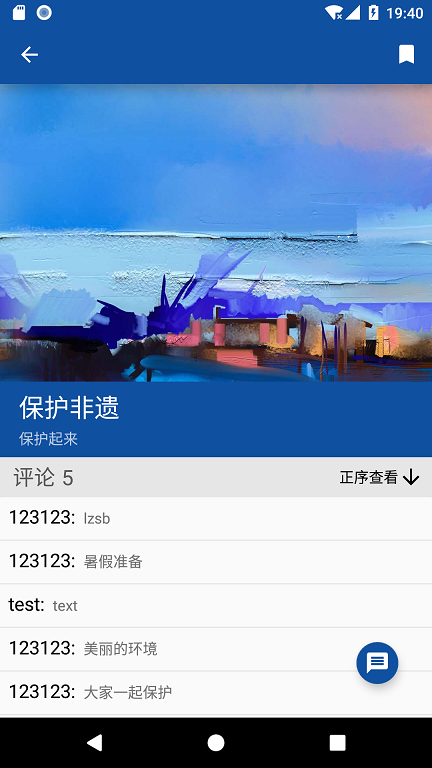 19:40
保护非遗
保护起来
评论 5 正序查看
123123: lzsb
123123: 暑假准备
test: text
123123: 美丽的环境
123123: 大家一起保护